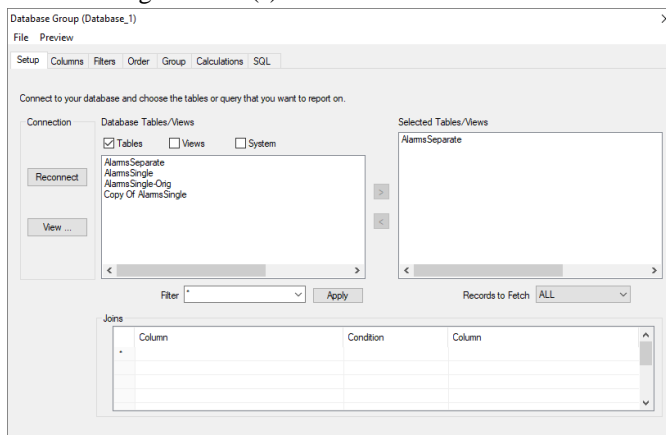 Database Group (Database_1)
File Preview
Setup Columns Filters Order Group Calculations SQL
Connect to your database and choose the tables or query that you want to report on.
Connection Database Tables/Views Selected Tables/Views
Tables Views System
AlarmsSeparate
AlarmsSeparate
AlarmsSingle
AlarmsSingle-Orig
Copy Of AlarmsSingle
Reconnect
>
<
View ...
Filter * Apply Records to Fetch ALL
Joins
Column Condition Column
*